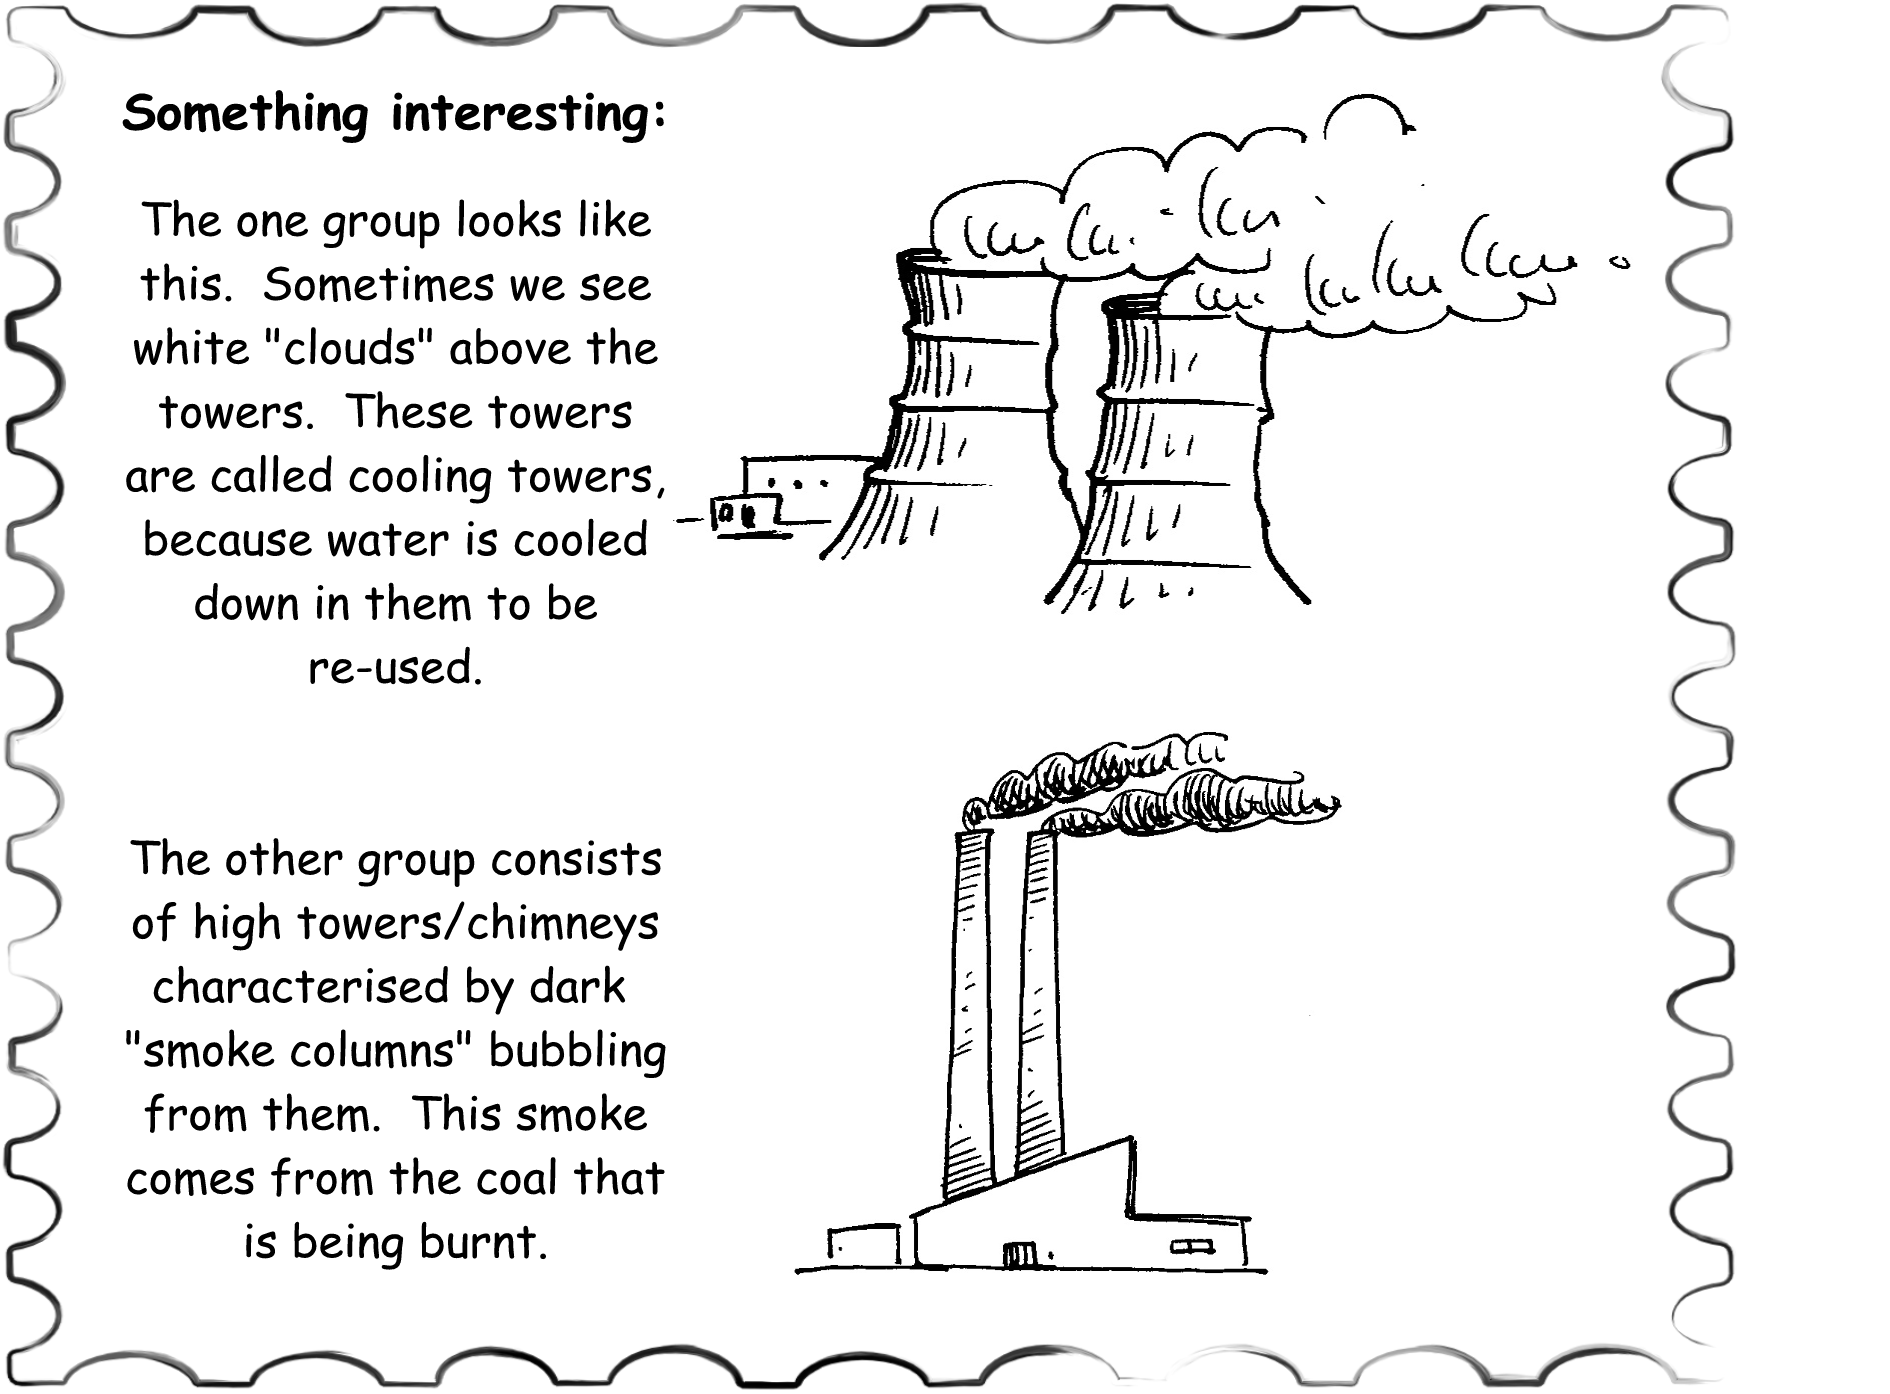 Something interesting:
The one group looks like
this.  Sometimes we see
white "clouds" above the
towers.  These towers
are called cooling towers,
because water is cooled
down in them to be
re-used.
The other group consists
of high towers/chimneys
characterised by dark
"smoke columns" bubbling
from them.  This smoke
comes from the coal that
is being burnt.